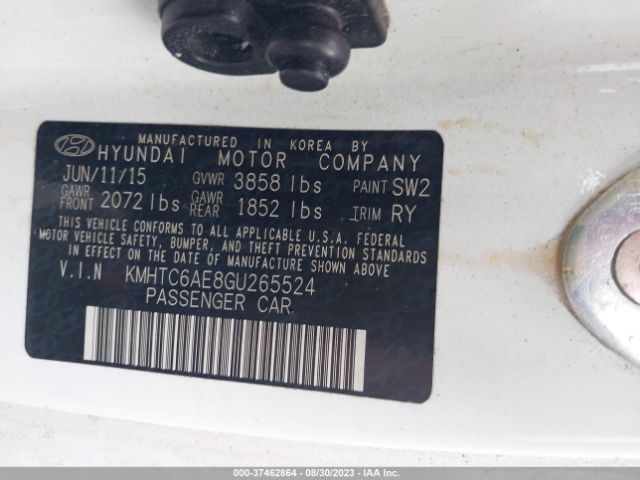 MANUFACTURED IN KOREA BY
HYUNDAI MOTOR COMPANY
JUN/11/15 GVWR 3858 lbs PAINT SW2
GAWR FRONT 2072 lbs GAWR REAR 1852 lbs TRIM RY
THIS VEHICLE CONFORMS TO ALL APPLICABLE U.S.A. FEDERAL
MOTOR VEHICLE SAFETY, BUMPER, AND THEFT PREVENTION STANDARDS
IN EFFECT ON THE DATE OF MANUFACTURE SHOWN ABOVE
V.I.N KMHTC6AE8GU265524
PASSENGER CAR
000-37462864 / 08/30/2023 - IAA Inc.